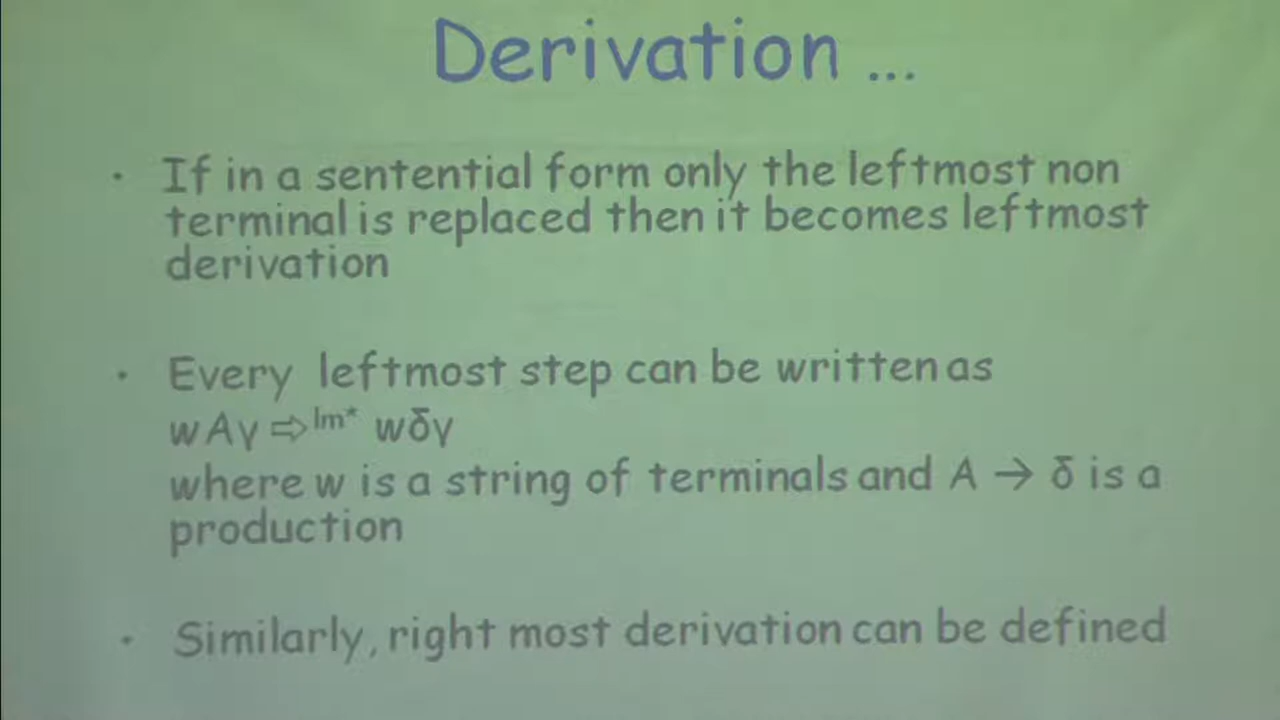 Derivation ...
• If in a sentential form only the leftmost non
terminal is replaced then it becomes leftmost
derivation
• Every leftmost step can be written as
wAγ ⇨lm* wδγ
where w is a string of terminals and A → δ is a
production
• Similarly, right most derivation can be defined